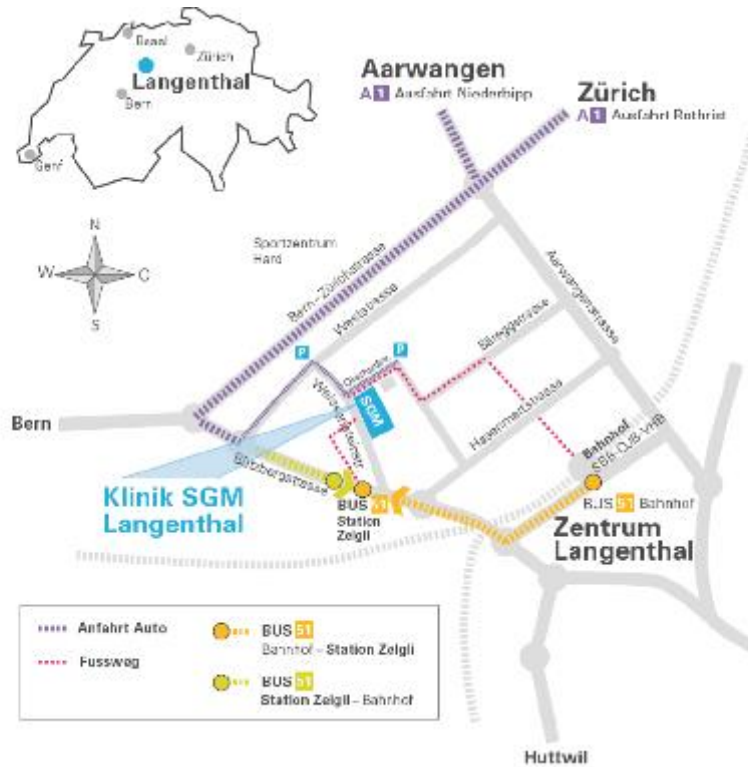 Basel
Zürich
Langenthal
Bern
Genf
Aarwangen
A1 Ausfahrt Niederbipp
Zürich
A1 Ausfahrt Rothrist
N
W
S
Sportzentrum
Hard
Bern-Zürichstrasse
Weststrasse
Aarwangenstrasse
P
P
SGM
Bern
Klinik SGM
Langenthal
BUS 51
Station
Zelgli
Bahnhof
BUS 51 Bahnhof
Zentrum
Langenthal
Anfahrt Auto
Fussweg
BUS 51
Bahnhof – Station Zelgli
BUS 51
Station Zelgli – Bahnhof
Huttwil